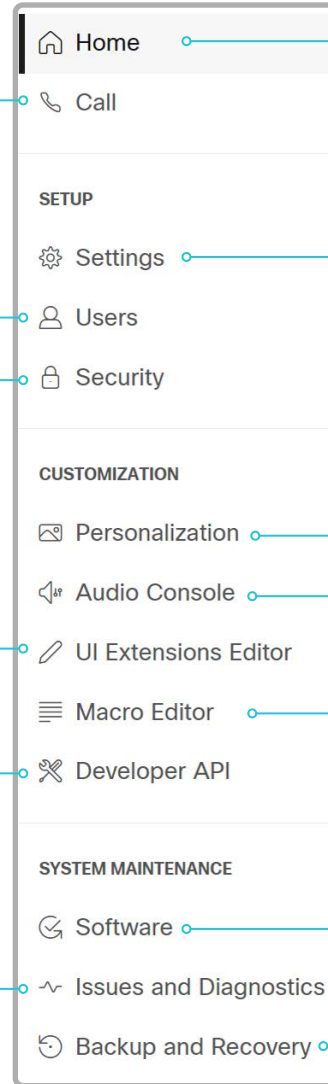 Home
Call
SETUP
Settings
Users
Security
CUSTOMIZATION
Personalization
Audio Console
UI Extensions Editor
Macro Editor
Developer API
SYSTEM MAINTENANCE
Software
Issues and Diagnostics
Backup and Recovery